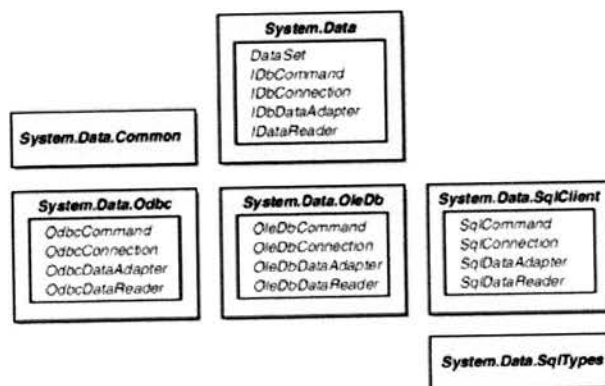 System.Data
DataSet
IDbCommand
IDbConnection
IDbDataAdapter
IDataReader
System.Data.Common
System.Data.Odbc
OdbcCommand
OdbcConnection
OdbcDataAdapter
OdbcDataReader
System.Data.OleDb
OleDbCommand
OleDbConnection
OleDbDataAdapter
OleDbDataReader
System.Data.SqlClient
SqlCommand
SqlConnection
SqlDataAdapter
SqlDataReader
System.Data.SqlTypes